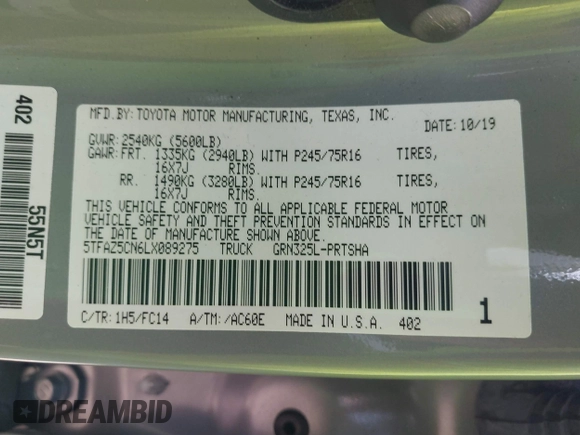 402
55N5T
MFD.BY:TOYOTA MOTOR MANUFACTURING, TEXAS, INC.
DATE:10/19
GVWR:2540KG (5600LB)
GAWR:FRT. 1335KG (2940LB) WITH P245/75R16 TIRES,
16X7J RIMS.
RR. 1490KG (3280LB) WITH P245/75R16 TIRES,
16X7J RIMS.
THIS VEHICLE CONFORMS TO ALL APPLICABLE FEDERAL MOTOR
VEHICLE SAFETY AND THEFT PREVENTION STANDARDS IN EFFECT ON
THE DATE OF MANUFACTURE SHOWN ABOVE.
5TFAZ5CN6LX089275 TRUCK GRN325L-PRTSHA
C/TR:1H5/FC14 A/TM:/AC60E MADE IN U.S.A. 402 1
DREAMBID